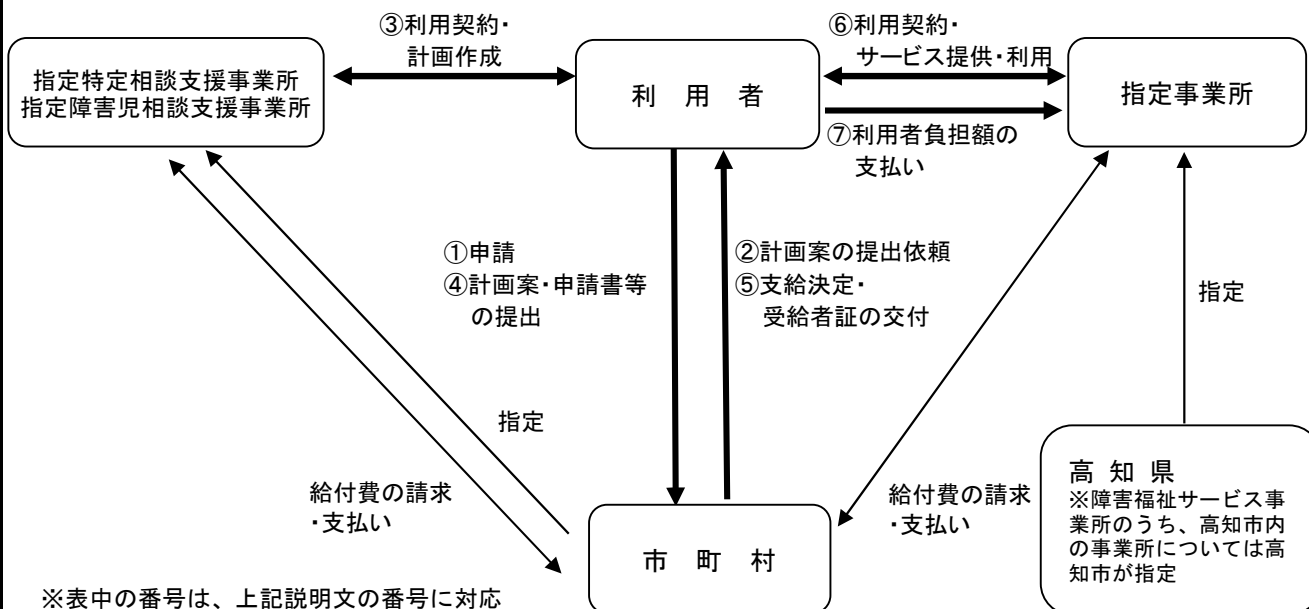 ③利用契約・
計画作成
⑥利用契約・
サービス提供・利用
指定特定相談支援事業所
指定障害児相談支援事業所
利 用 者
指定事業所
⑦利用者負担額の
支払い
①申請
④計画案・申請書等
の提出
②計画案の提出依頼
⑤支給決定・
受給者証の交付
指定
指定
給付費の請求
・支払い
給付費の請求
・支払い
高 知 県
※障害福祉サービス事
業所のうち、高知市内
の事業所については高
知市が指定
市 町 村
※表中の番号は、上記説明文の番号に対応